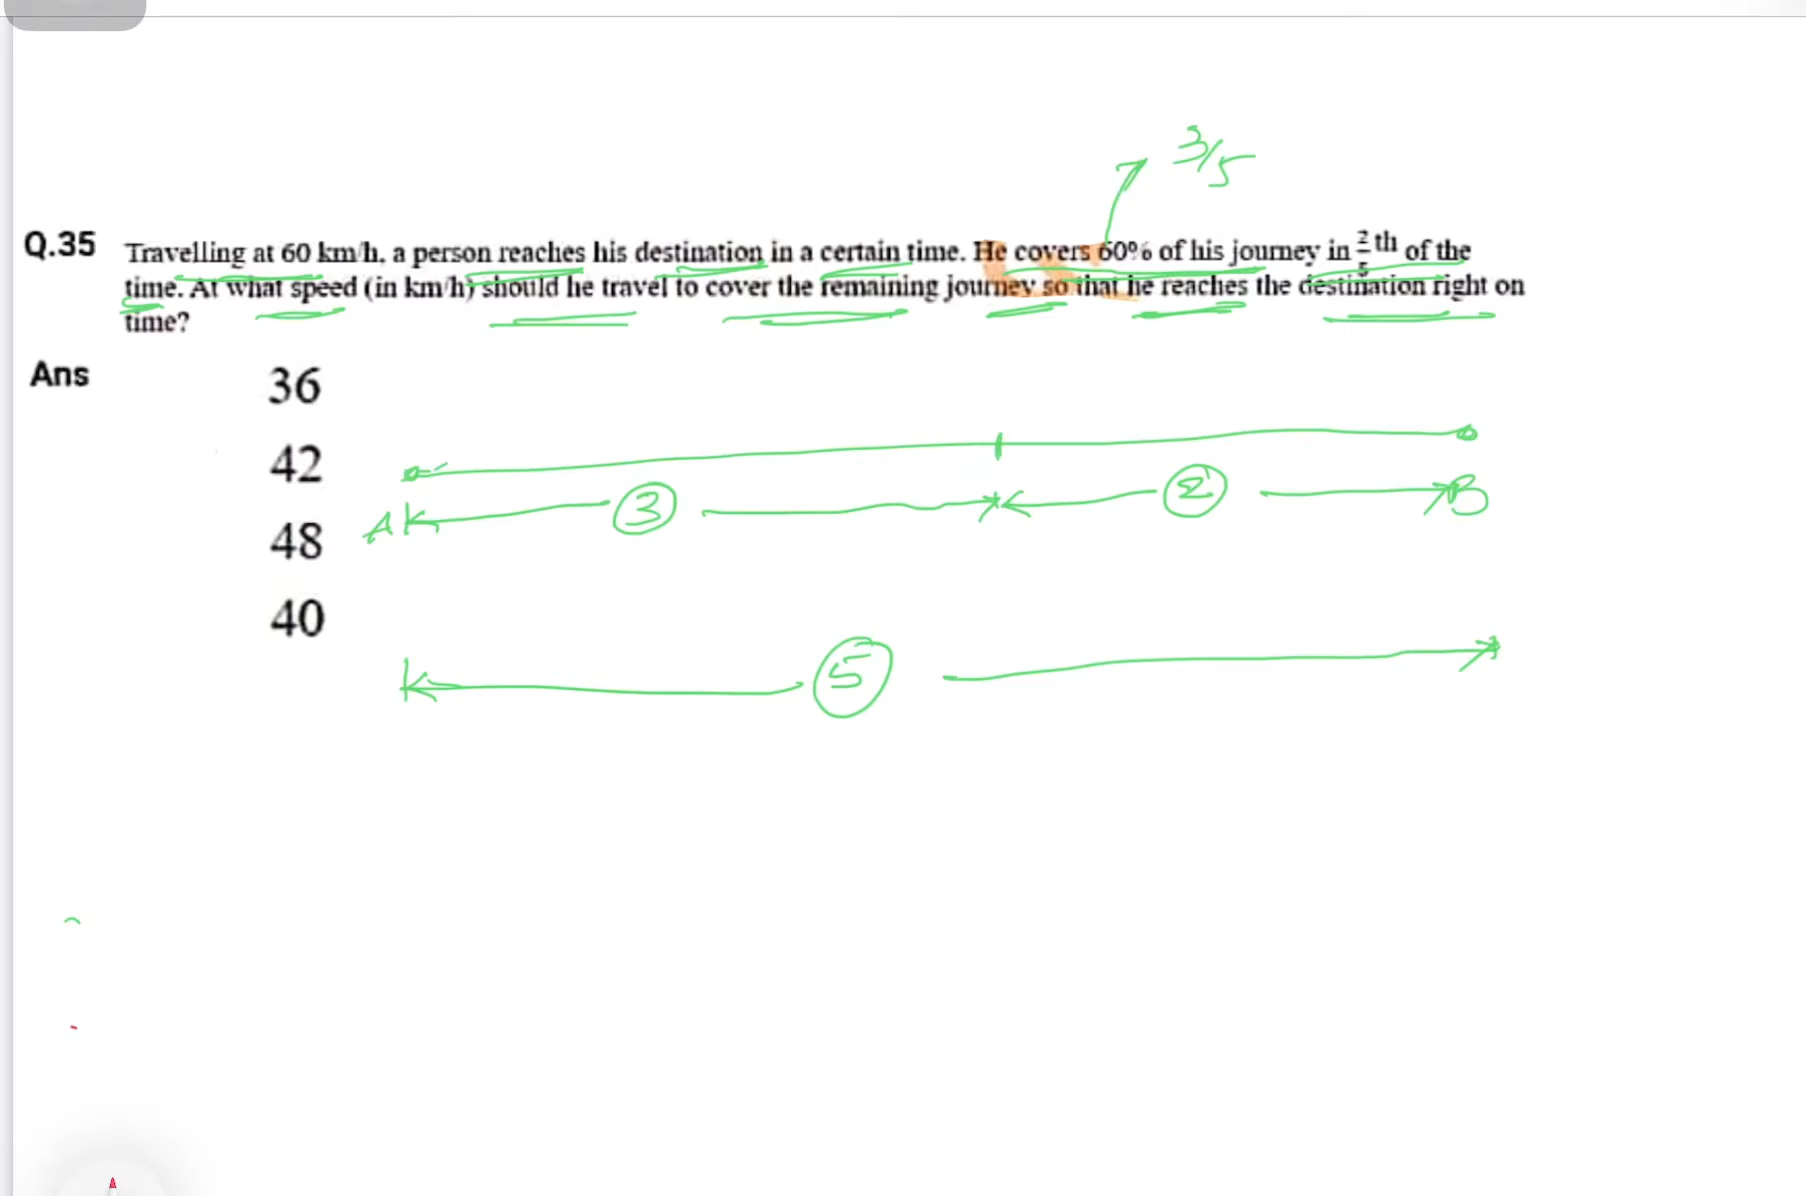 3/5
Q.35 Travelling at 60 km/h, a person reaches his destination in a certain time. He covers 60% of his journey in 2/5 th of the
time. At what speed (in km/h) should he travel to cover the remaining journey so that he reaches the destination right on
time?
Ans 36
42
A 3 2 B
48
40
5